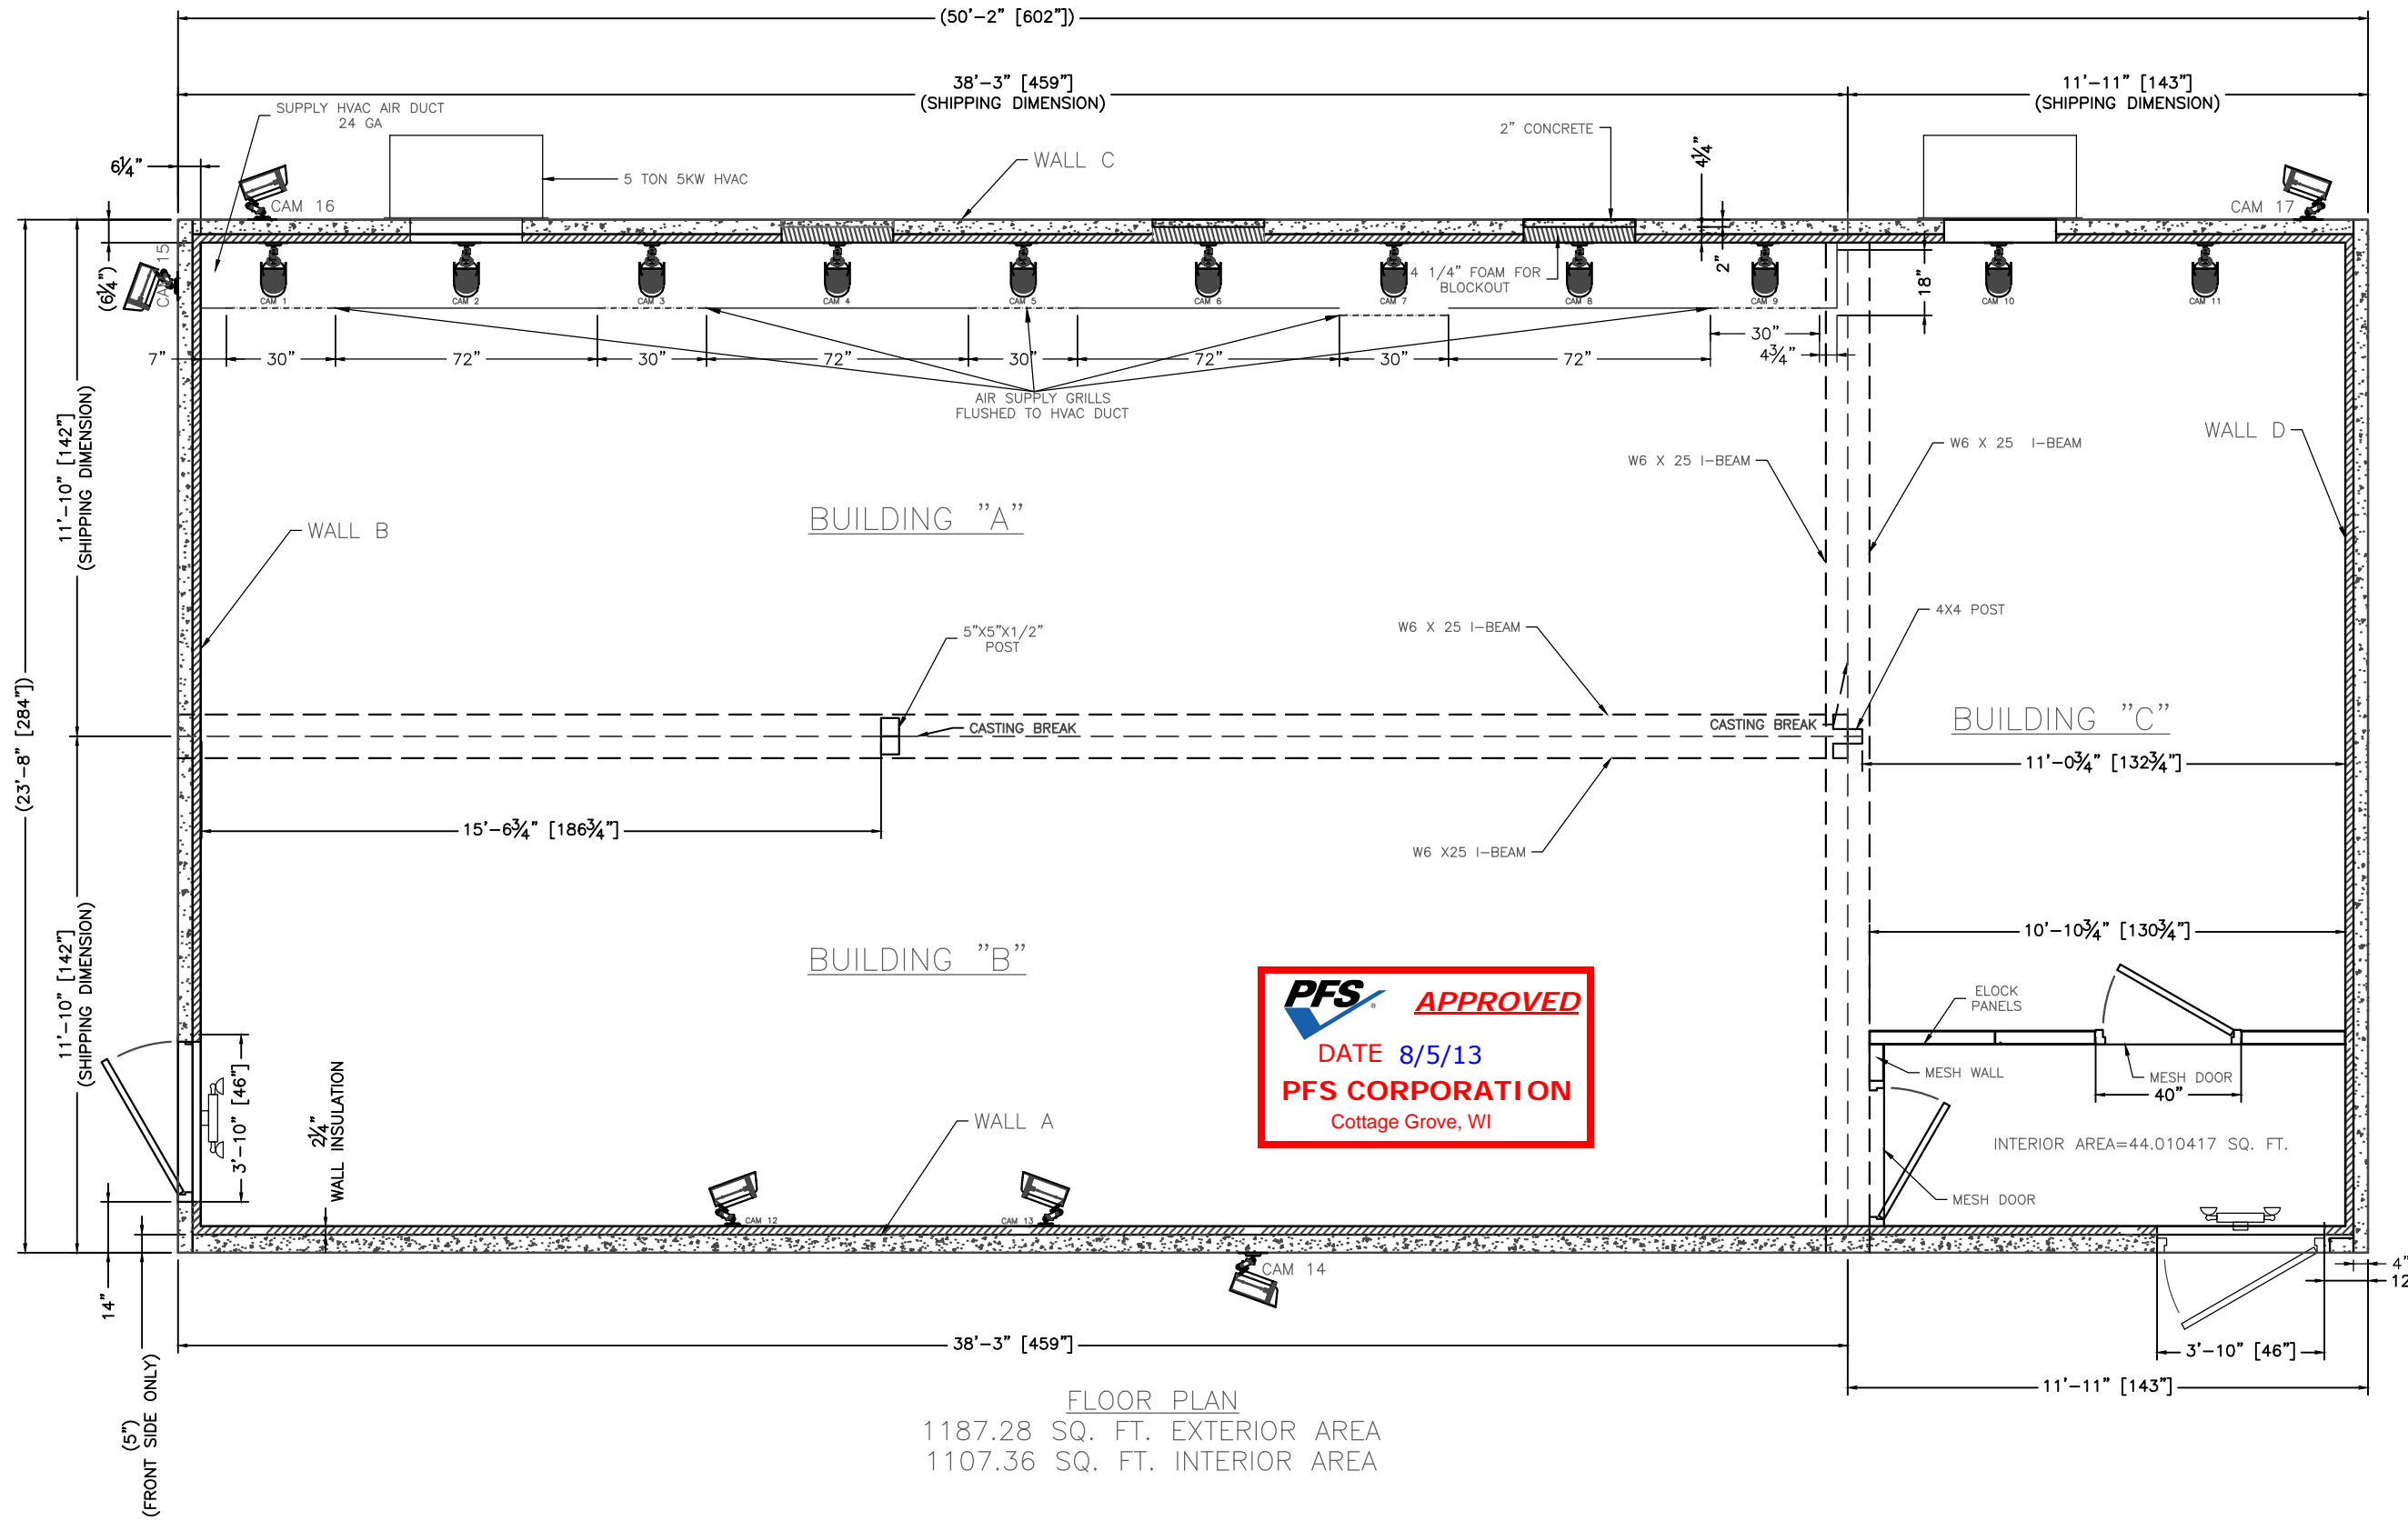 (50'-2" [602"])
38'-3" [459"]
(SHIPPING DIMENSION)
11'-11" [143"]
(SHIPPING DIMENSION)
SUPPLY HVAC AIR DUCT
24 GA
2" CONCRETE
4¼"
6¼"
WALL C
5 TON 5KW HVAC
CAM 16
CAM 17
CAM 15
(6¼")
4 1/4" FOAM FOR
BLOCKOUT
2"
18"
CAM 1
CAM 2
CAM 3
CAM 4
CAM 5
CAM 6
CAM 7
CAM 8
CAM 9
CAM 10
CAM 11
30"
4¾"
7"
30"
72"
30"
72"
30"
72"
30"
72"
AIR SUPPLY GRILLS
FLUSHED TO HVAC DUCT
11'-10" [142"]
(SHIPPING DIMENSION)
WALL D
W6 X 25 I-BEAM
W6 X 25 I-BEAM
BUILDING "A"
WALL B
4X4 POST
5"X5"X1/2"
POST
W6 X 25 I-BEAM
(23'-8" [284"])
CASTING BREAK
CASTING BREAK
BUILDING "C"
11'-0¾" [132¾"]
15'-6¾" [186¾"]
W6 X25 I-BEAM
11'-10" [142"]
(SHIPPING DIMENSION)
10'-10¾" [130¾"]
BUILDING "B"
PFS
®
APPROVED
DATE 8/5/13
PFS CORPORATION
Cottage Grove, WI
ELOCK
PANELS
MESH WALL
MESH DOOR
40"
3'-10" [46"]
2¼"
WALL INSULATION
WALL A
INTERIOR AREA=44.010417 SQ. FT.
MESH DOOR
CAM 12
CAM 13
CAM 14
4"
12
14"
38'-3" [459"]
3'-10" [46"]
11'-11" [143"]
(5")
(FRONT SIDE ONLY)
FLOOR PLAN
1187.28 SQ. FT. EXTERIOR AREA
1107.36 SQ. FT. INTERIOR AREA